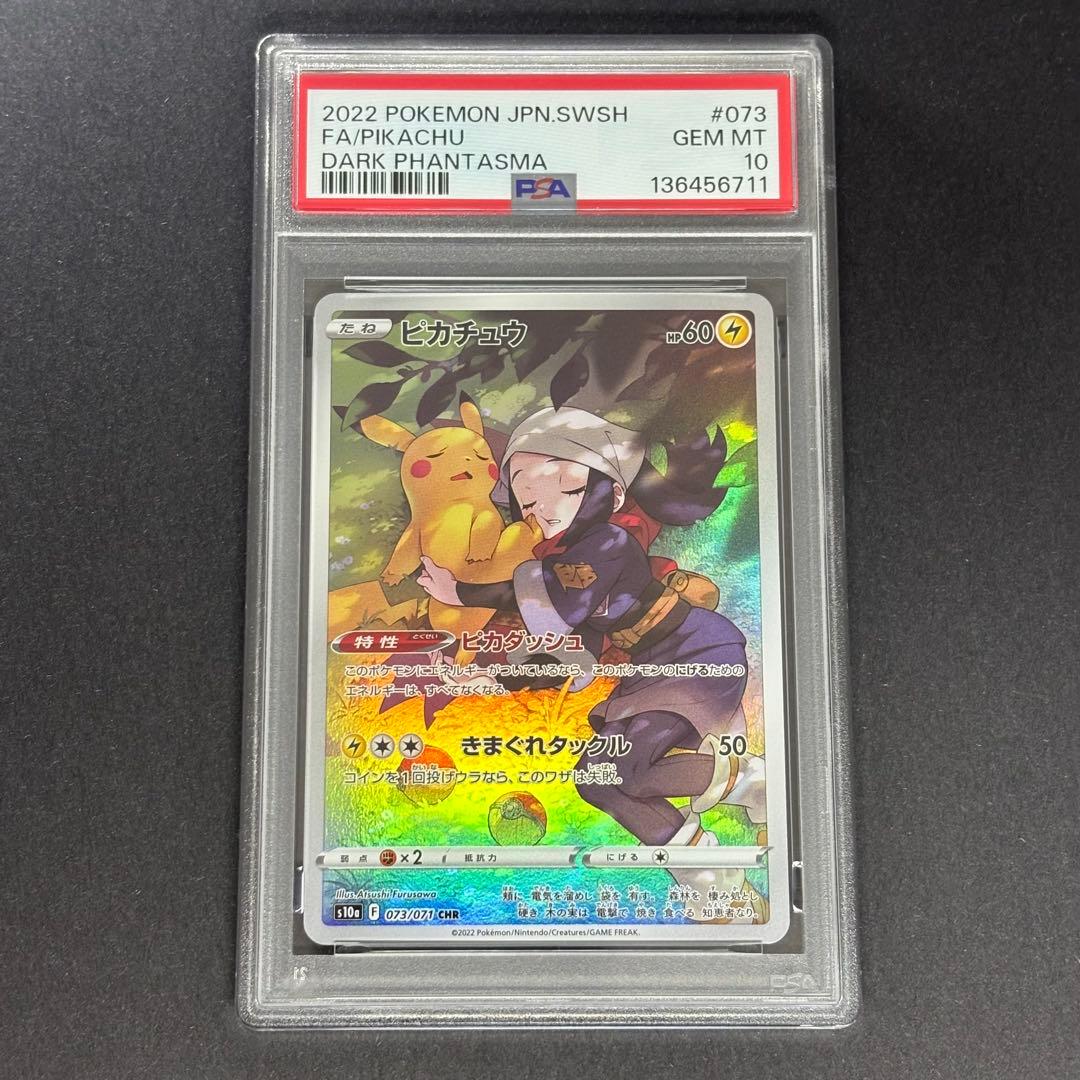 2022 POKEMON JPN.SWSH #073
FA/PIKACHU GEM MT
DARK PHANTASMA 10
PSA 136456711
たね ピカチュウ HP60
特性 とくせい ピカダッシュ
このポケモンにエネルギーがついているなら、このポケモンのにげるための
エネルギーは、すべてなくなる。
きまぐれタックル 50
コインを1回投げウラなら、このワザは失敗。
弱点 ×2 抵抗力 にげる
Illus. Atsushi Furusawa
頬に 電気を溜めし 袋を 有す。 森林を 棲み処とし
硬き 木の実は 電撃で 焼き 食べる 知恵者なり。
s10a F 073/071 CHR
©2022 Pokémon/Nintendo/Creatures/GAME FREAK.
PSA